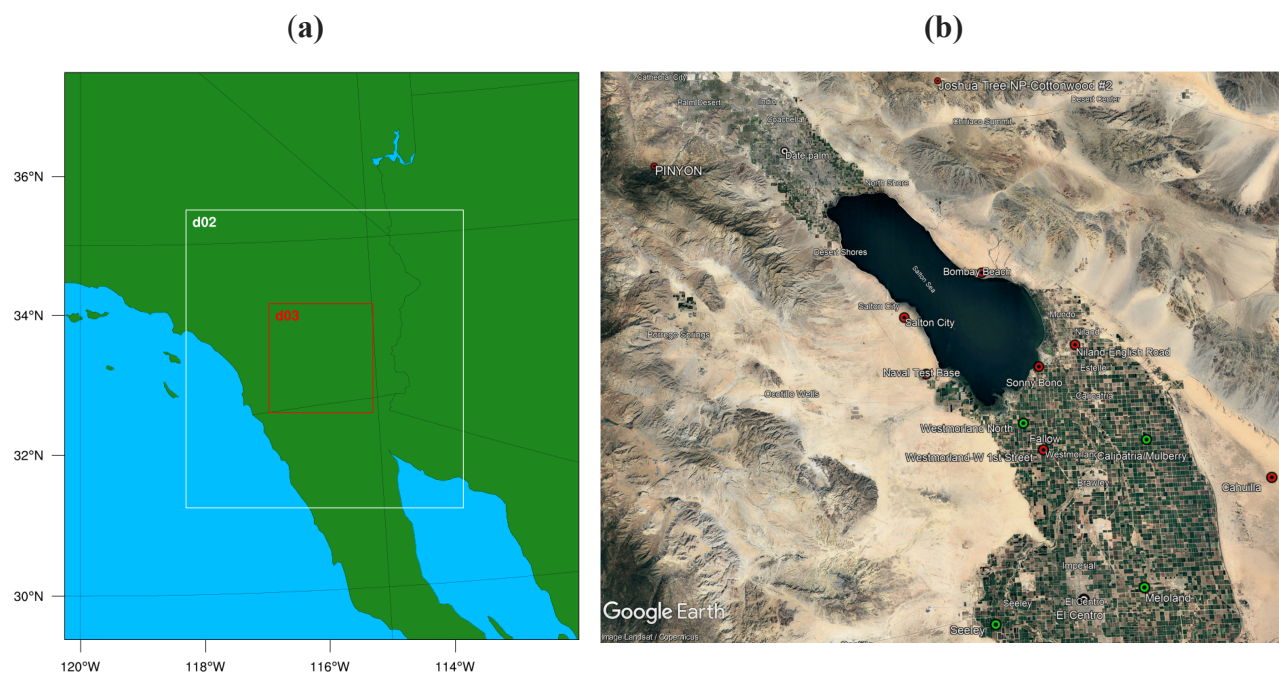 (a)
(b)
36°N
34°N
32°N
30°N
120°W
118°W
116°W
114°W
d02
d03
Cathedral City
Joshua Tree NP-Cottonwood #2
Palm Desert
Indio
Desert Center
Coachella
Chiriaco Summit
Date palm
PINYON
North Shore
Desert Shores
Salton Sea
Bombay Beach
Salton City
Salton City
Mundo
Borrego Springs
Niland
Niland-English Road
Naval Test Base
Estelle
Sonny Bono
Ocotillo Wells
Calipatria
Westmorland North
Fallow
Westmorland-W 1st Street
Westmorland
Calipatria/Mulberry
Brawley
Cahuilla
Imperial
Seeley
El Centro
Meloland
El Centro
Seeley
Google Earth
Image Landsat / Copernicus